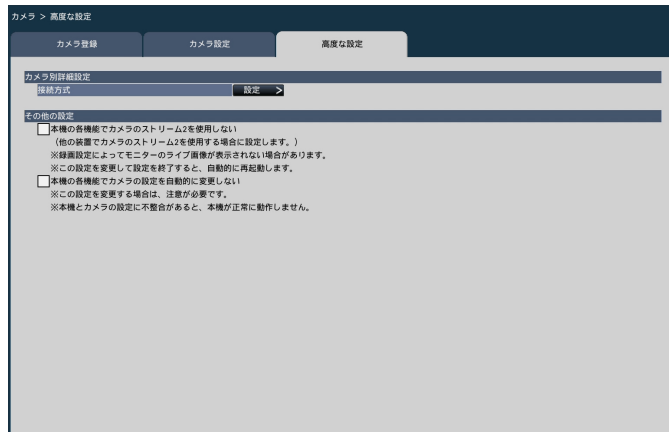 カメラ > 高度な設定
カメラ登録
カメラ設定
高度な設定
カメラ別詳細設定
接続方式
設定 >
その他の設定
本機の各機能でカメラのストリーム2を使用しない
(他の装置でカメラのストリーム2を使用する場合に設定します。)
※録画設定によってモニターのライブ画像が表示されない場合があります。
※この設定を変更して設定を終了すると、自動的に再起動します。
本機の各機能でカメラの設定を自動的に変更しない
※この設定を変更する場合は、注意が必要です。
※本機とカメラの設定に不整合があると、本機が正常に動作しません。